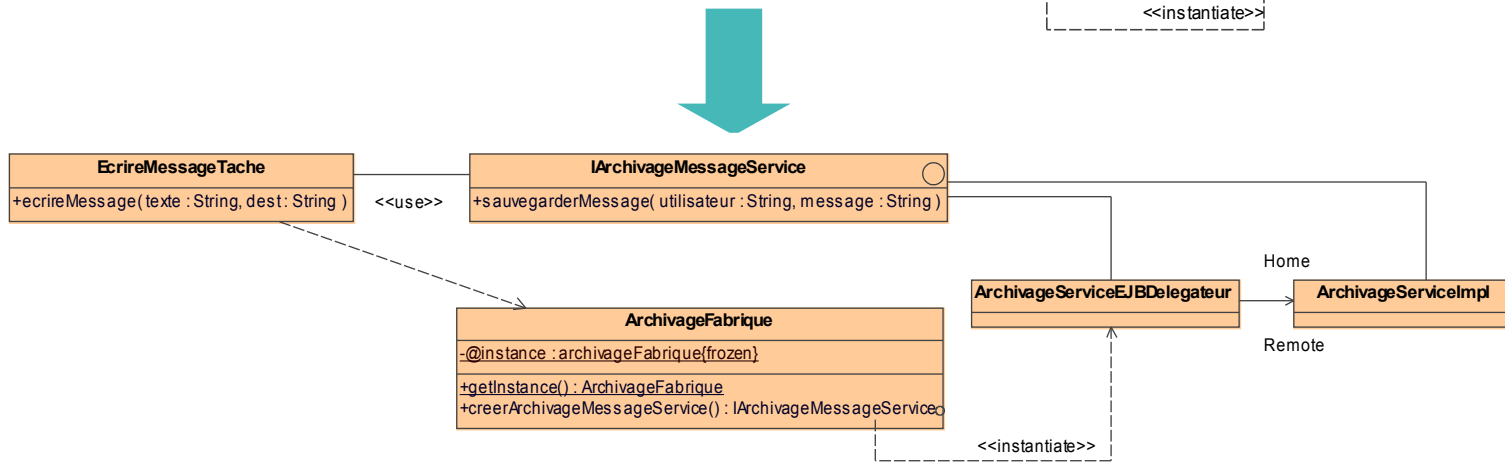 <<instantiate>>
EcrireMessageTache
+ecrireMessage( texte : String, dest : String )
<<use>>
IArchivageMessageService
+sauvegarderMessage( utilisateur : String, message : String )
ArchivageServiceEJBDelegateur
Home
Remote
ArchivageServiceImpl
ArchivageFabrique
-@instance : archivageFabrique{frozen}
+getInstance() : ArchivageFabrique
+creerArchivageMessageService() : IArchivageMessageService
<<instantiate>>